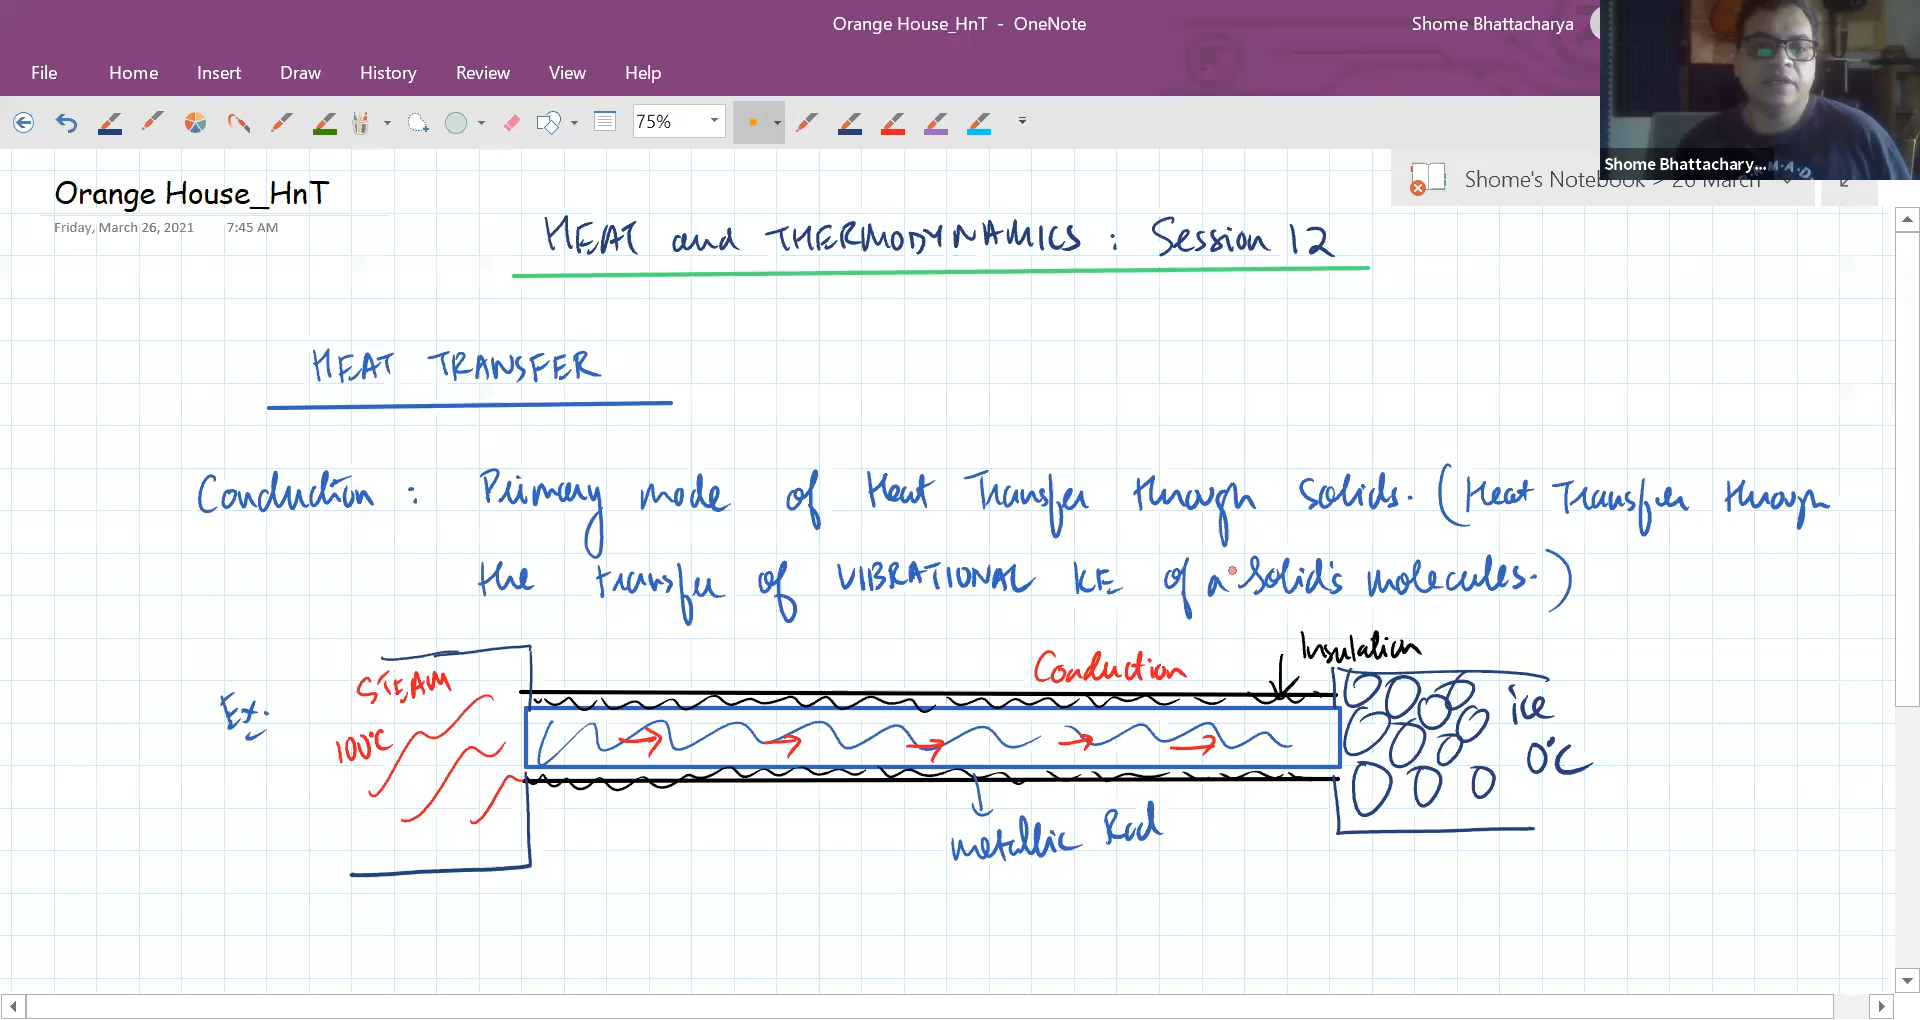 Orange House_HnT - OneNote
Shome Bhattacharya
File Home Insert Draw History Review View Help
75%
Shome Bhattachary...
M.A.D.
Shome's Notebook > 26 March
Orange House_HnT
Friday, March 26, 2021 7:45 AM
HEAT and THERMODYNAMICS : Session 12
HEAT TRANSFER
Conduction : Primary mode of Heat Transfer through solids. (Heat Transfer through
the transfer of VIBRATIONAL KE of a solid's molecules.)
Ex.
STEAM
100°C
Conduction
Insulation
ice
0°C
metallic Rod